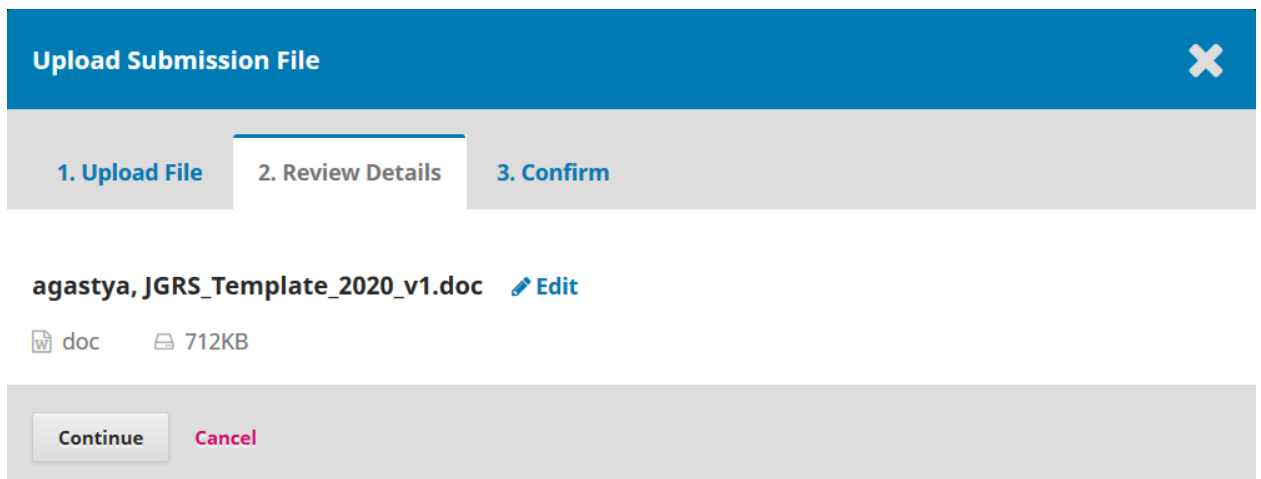 Upload Submission File
1. Upload File 2. Review Details 3. Confirm
agastya, JGRS_Template_2020_v1.doc Edit
doc 712KB
Continue Cancel